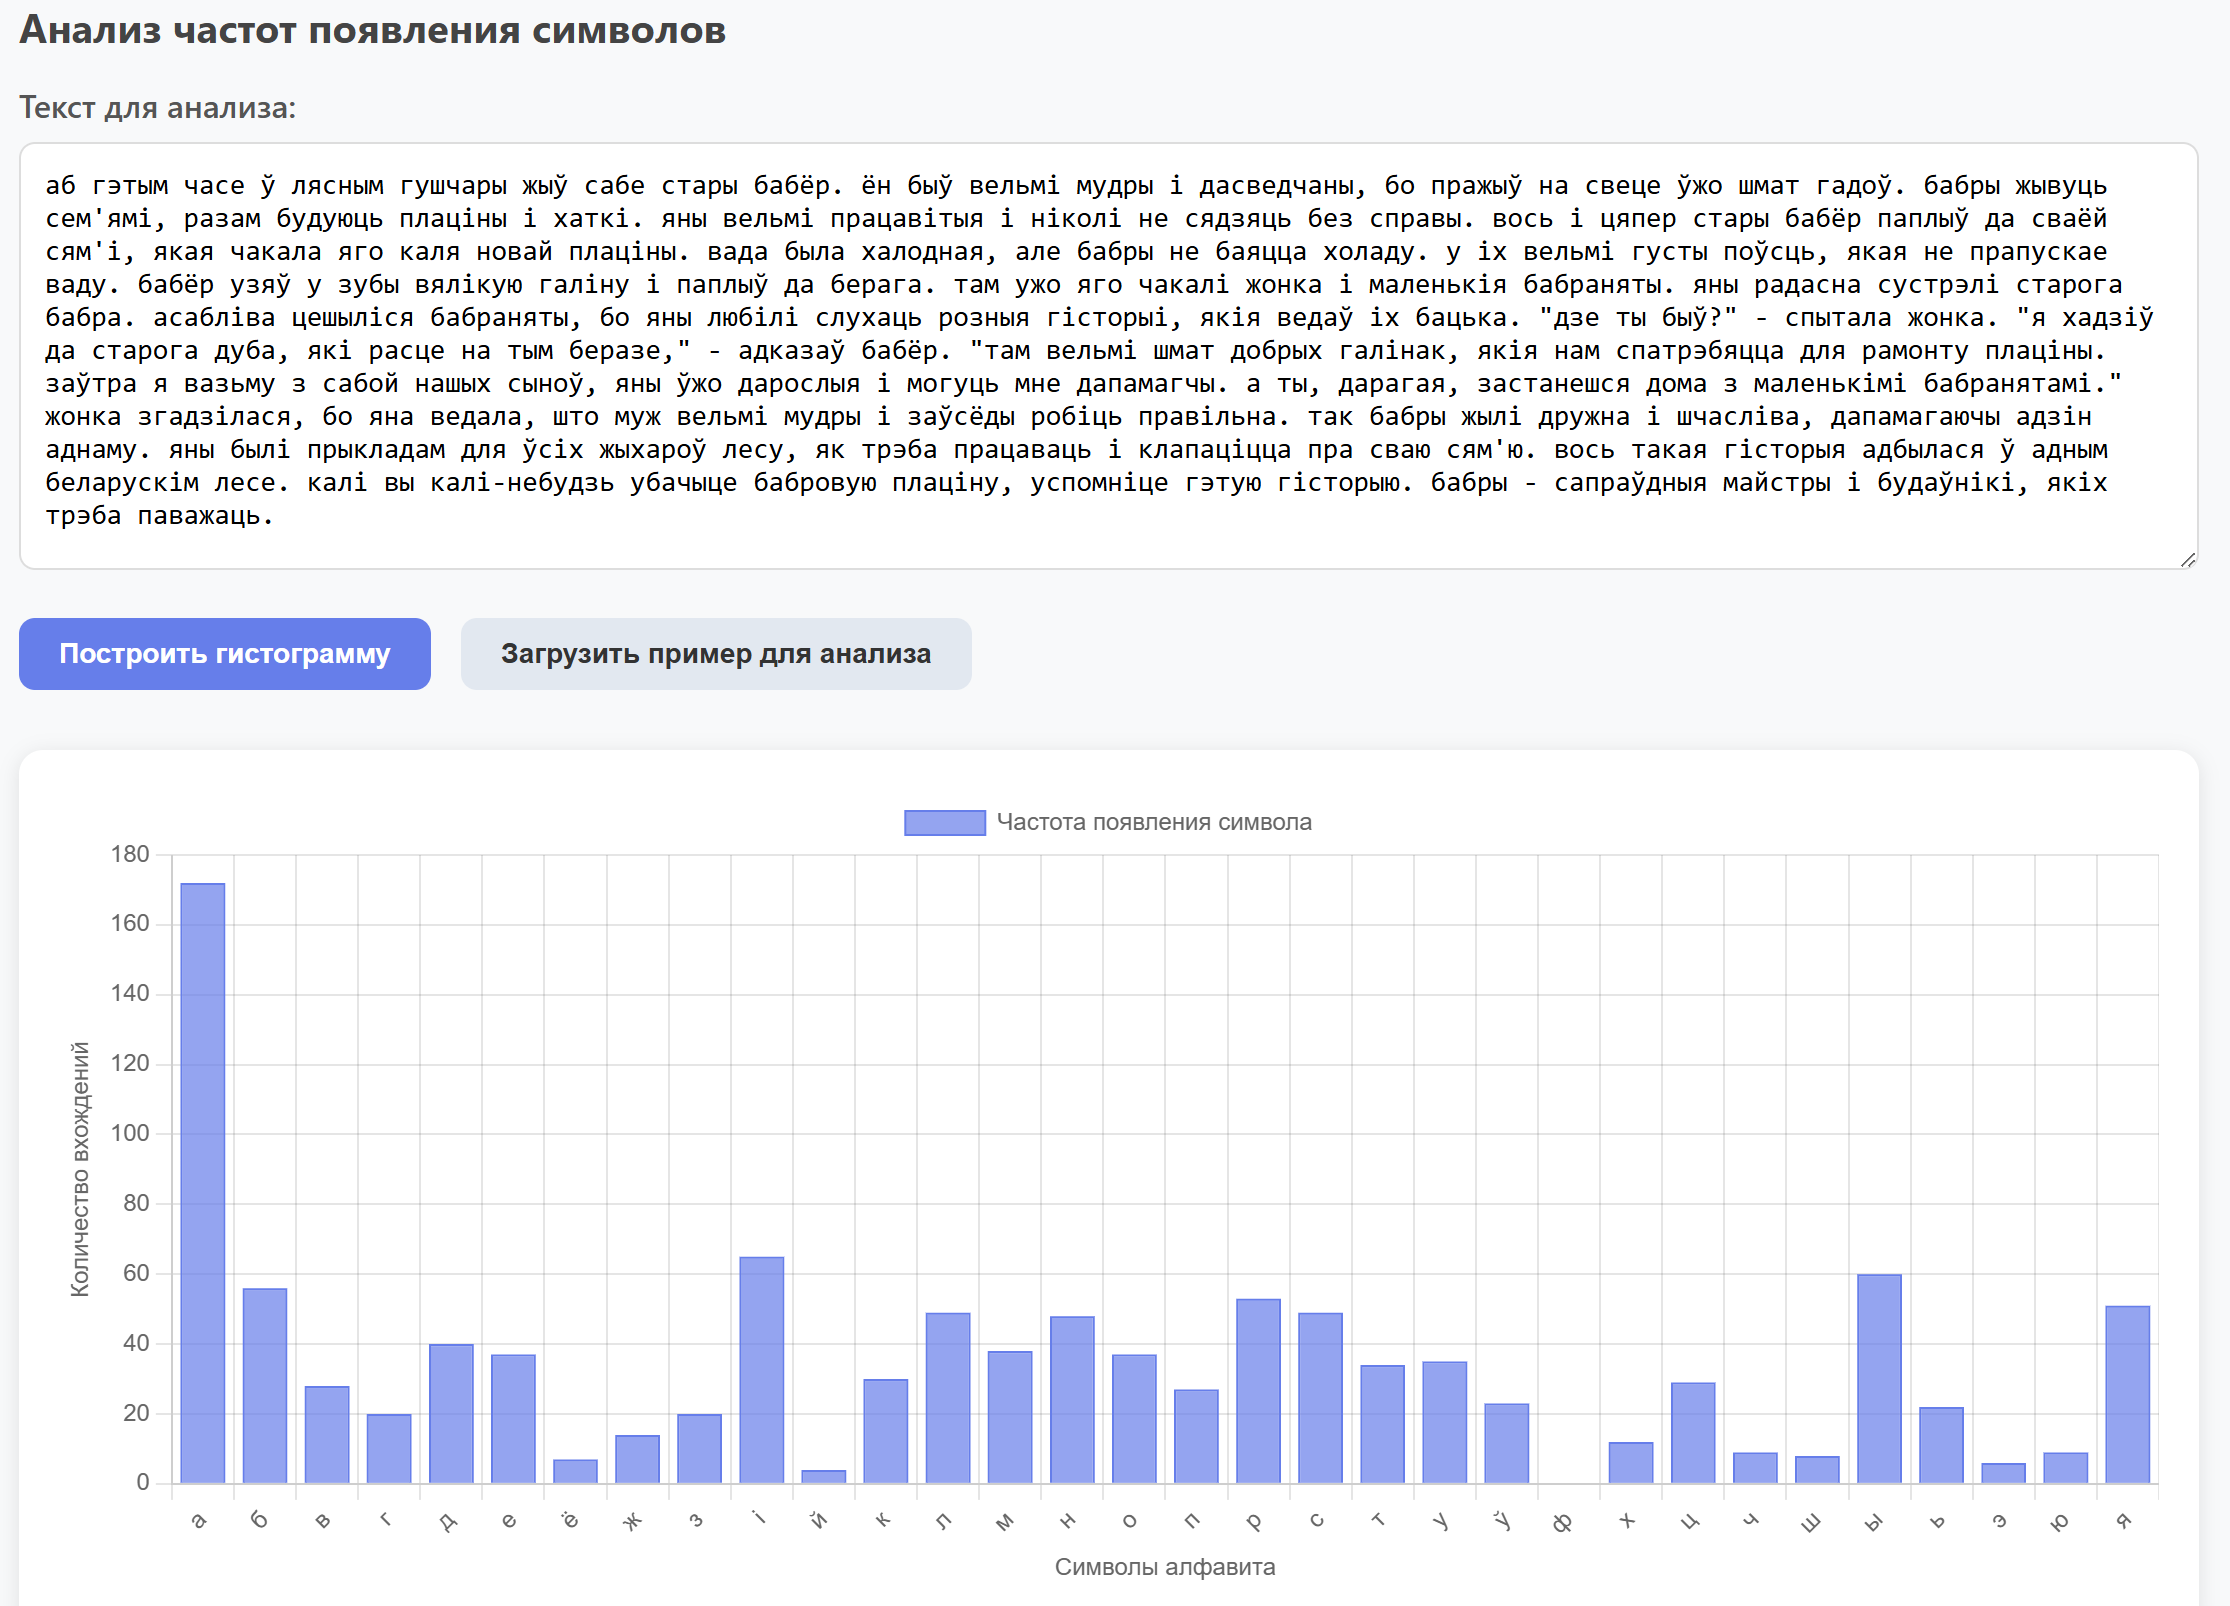 Анализ частот появления символов
Текст для анализа:
аб гэтым часе ў лясным гушчары жыў сабе стары бабёр. ён быў вельмі мудры і дасведчаны, бо пражыў на свеце ўжо шмат гадоў. бабры жывуць
сем'ямі, разам будуюць плаціны і хаткі. яны вельмі працавітыя і ніколі не сядзяць без справы. вось і цяпер стары бабёр паплыў да сваёй
сям'і, якая чакала яго каля новай плаціны. вада была халодная, але бабры не баяцца холаду. у іх вельмі густы поўсць, якая не прапускае
ваду. бабёр узяў у зубы вялікую галіну і паплыў да берага. там ужо яго чакалі жонка і маленькія бабраняты. яны радасна сустрэлі старога
бабра. асабліва цешыліся бабраняты, бо яны любілі слухаць розныя гісторыі, якія ведаў іх бацька. "дзе ты быў?" - спытала жонка. "я хадзіў
да старога дуба, які расце на тым беразе," - адказаў бабёр. "там вельмі шмат добрых галінак, якія нам спатрэбяцца для рамонту плаціны.
заўтра я вазьму з сабой нашых сыноў, яны ўжо дарослыя і могуць мне дапамагчы. а ты, дарагая, застанешся дома з маленькімі бабранятамі."
жонка згадзілася, бо яна ведала, што муж вельмі мудры і заўсёды робіць правільна. так бабры жылі дружна і шчасліва, дапамагаючы адзін
аднаму. яны былі прыкладам для ўсіх жыхароў лесу, як трэба працаваць і клапаціцца пра сваю сям'ю. вось такая гісторыя адбылася ў адным
беларускім лесе. калі вы калі-небудзь убачыце бабровую плаціну, успомніце гэтую гісторыю. бабры - сапраўдныя майстры і будаўнікі, якіх
трэба паважаць.
Построить гистограмму
Загрузить пример для анализа
Частота появления символа
Количество вхождений
180
160
140
120
100
80
60
40
20
0
а б в г д е ё ж з і й к л м н о п р с т у ў ф х ц ч ш ы ь э ю я
Символы алфавита